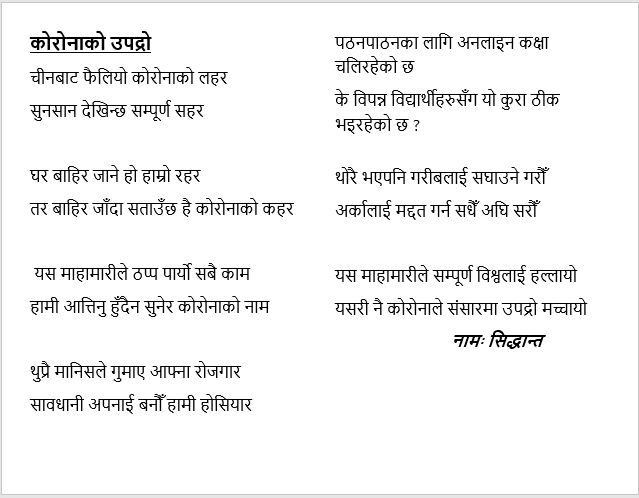 कोरोनाको उपद्रो
चीनबाट फैलियो कोरोनाको लहर
सुनसान देखिन्छ सम्पूर्ण सहर
घर बाहिर जाने हो हाम्रो रहर
तर बाहिर जाँदा सताउँछ है कोरोनाको कहर
यस माहामारीले ठप्प पार्यो सबै काम
हामी आत्तिनु हुँदैन सुनेर कोरोनाको नाम
थुप्रै मानिसले गुमाए आफ्ना रोजगार
सावधानी अपनाई बनौँ हामी होसियार
पठनपाठनका लागि अनलाइन कक्षा
चलिरहेको छ
के विपन्न विद्यार्थीहरुसँग यो कुरा ठीक
भइरहेको छ ?
थोरै भएपनि गरीबलाई सघाउने गरौँ
अर्कालाई मद्दत गर्न सधैँ अघि सरौँ
यस माहामारीले सम्पूर्ण विश्वलाई हल्लायो
यसरी नै कोरोनाले संसारमा उपद्रो मच्चायो
नामः सिद्धान्त